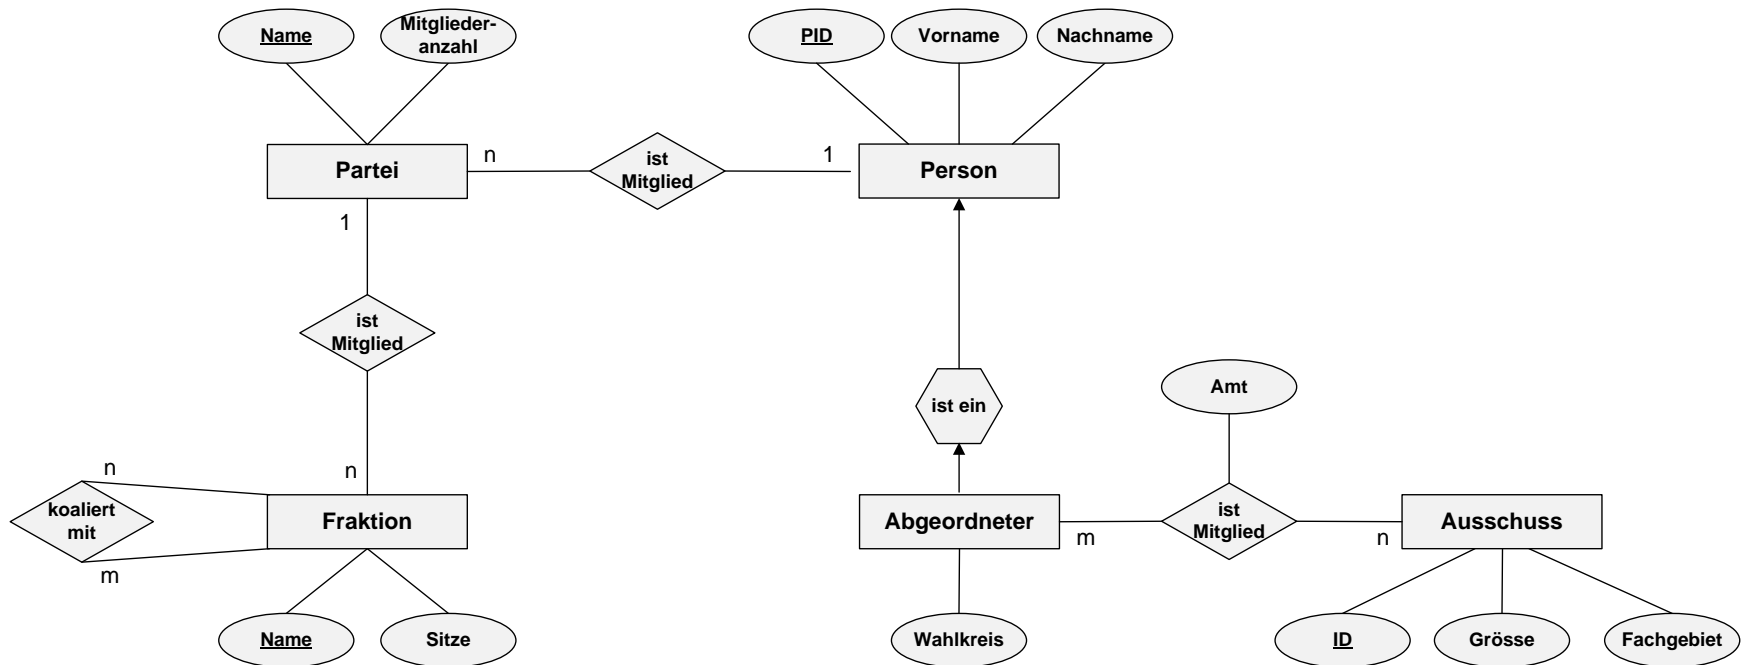 Name
Mitglieder-
anzahl
PID
Vorname
Nachname
Partei
n
ist
Mitglied
1
Person
1
ist
Mitglied
n
ist ein
Amt
n
koaliert
mit
m
Fraktion
Abgeordneter
m
ist
Mitglied
n
Ausschuss
Name
Sitze
Wahlkreis
ID
Grösse
Fachgebiet